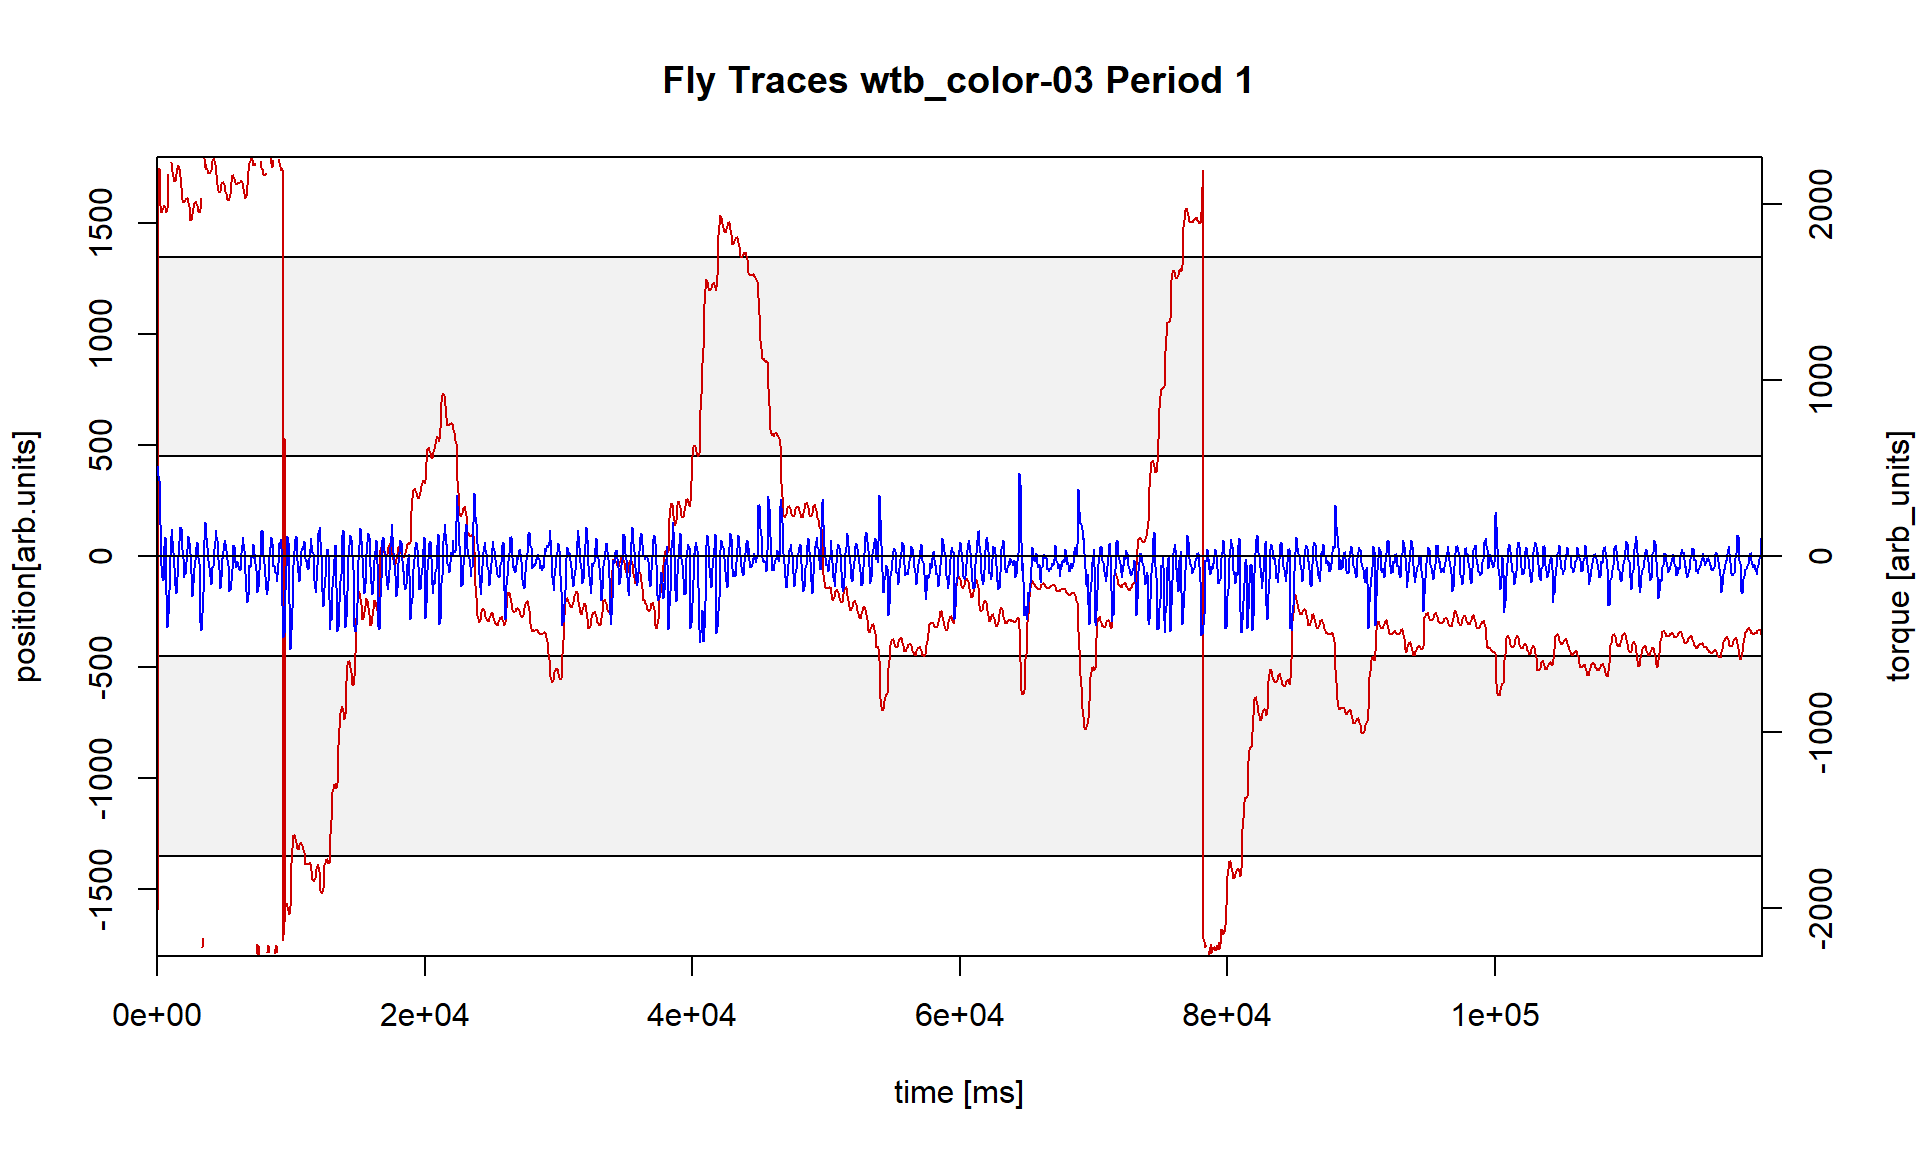 Fly Traces wtb_color-03 Period 1
position[arb.units]
1500
1000
500
0
-500
-1000
-1500
2000
1000
0
-1000
-2000
torque [arb_units]
0e+00 2e+04 4e+04 6e+04 8e+04 1e+05
time [ms]